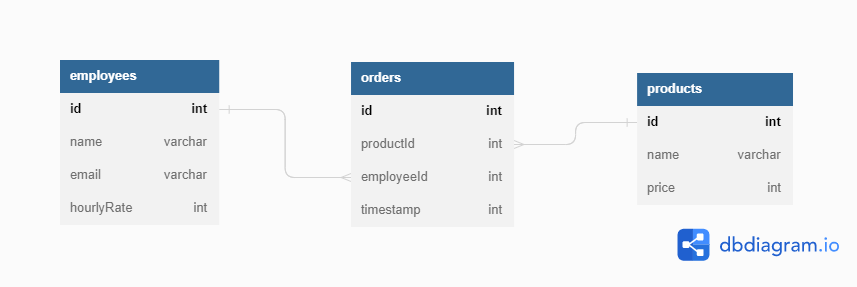 employees
id int
name varchar
email varchar
hourlyRate int
orders
id int
productId int
employeeId int
timestamp int
products
id int
name varchar
price int
dbdiagram.io